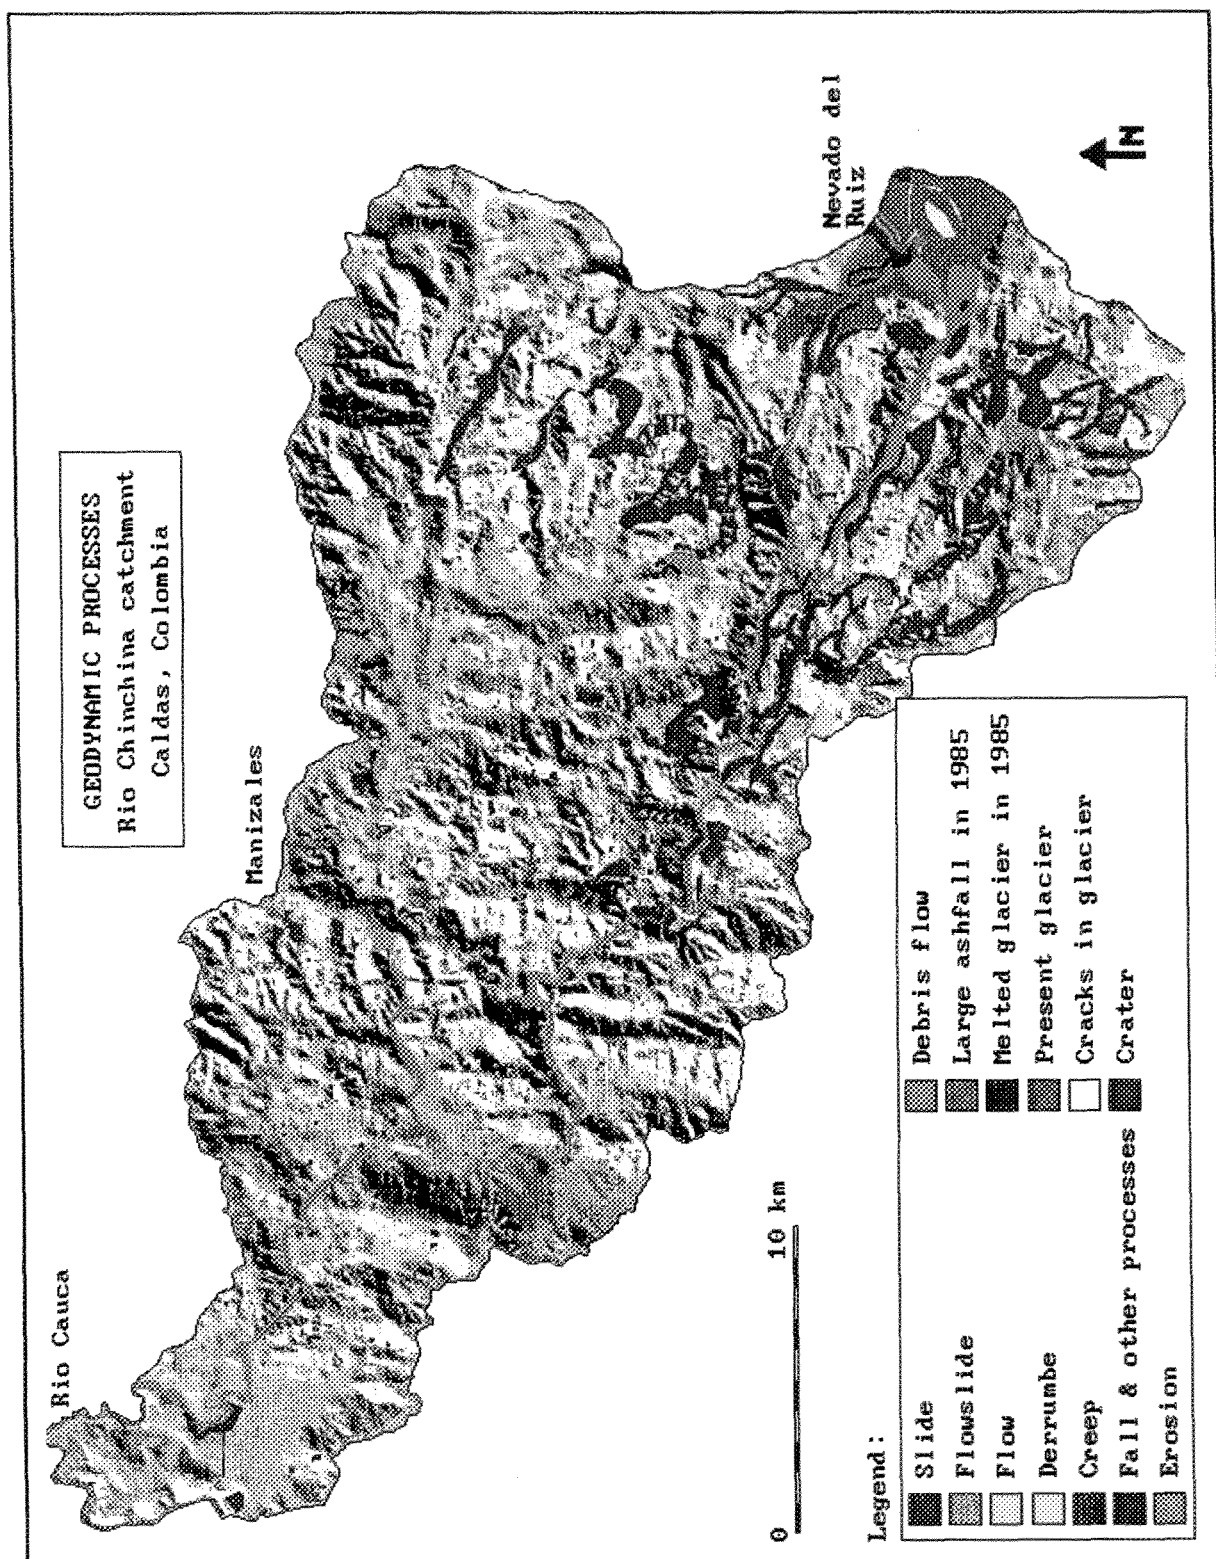 GEODYNAMIC PROCESSES
Rio Chinchina catchment
Caldas, Colombia
Rio Cauca
Manizales
Nevado del
Ruiz
N
0
10 km
Legend:
Slide
Flowslide
Flow
Derrumbe
Creep
Fall & other processes
Erosion
Debris flow
Large ashfall in 1985
Melted glacier in 1985
Present glacier
Cracks in glacier
Crater